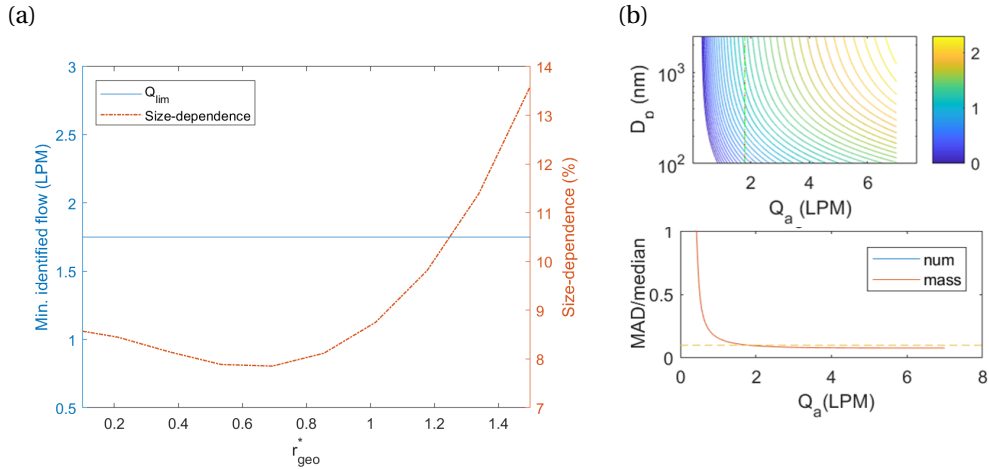 (a)
3
2.5
2
1.5
1
0.5
Min. identified flow (LPM)
Q_lim
Size-dependence
14
13
12
11
10
9
8
7
Size-dependence (%)
0.2 0.4 0.6 0.8 1 1.2 1.4
r*_geo
(b)
10^3
10^2
D_p (nm)
2 4 6
Q_a (LPM)
2
1
0
1
0.5
0
MAD/median
num
mass
0 2 4 6 8
Q_a(LPM)